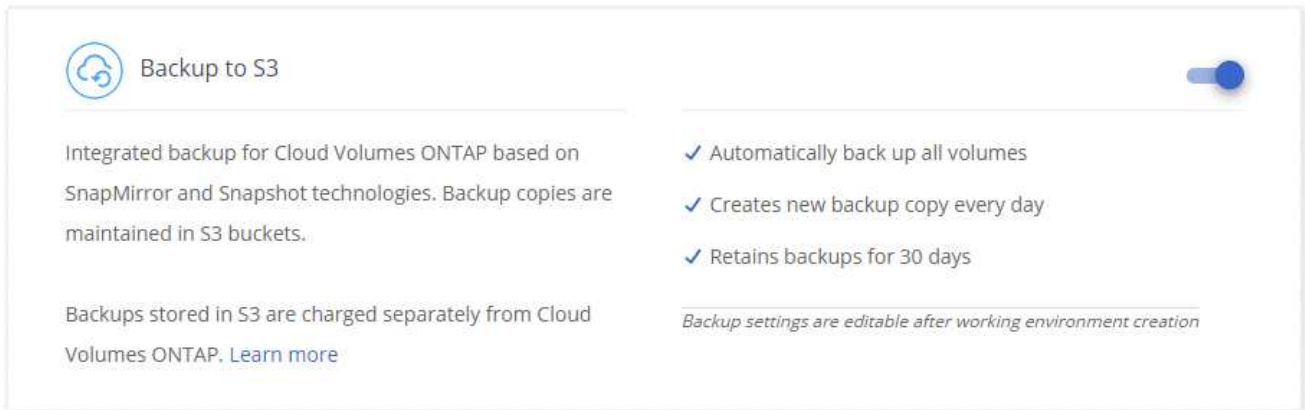 Backup to S3
Integrated backup for Cloud Volumes ONTAP based on
SnapMirror and Snapshot technologies. Backup copies are
maintained in S3 buckets.
Backups stored in S3 are charged separately from Cloud
Volumes ONTAP. Learn more
Automatically back up all volumes
Creates new backup copy every day
Retains backups for 30 days
Backup settings are editable after working environment creation